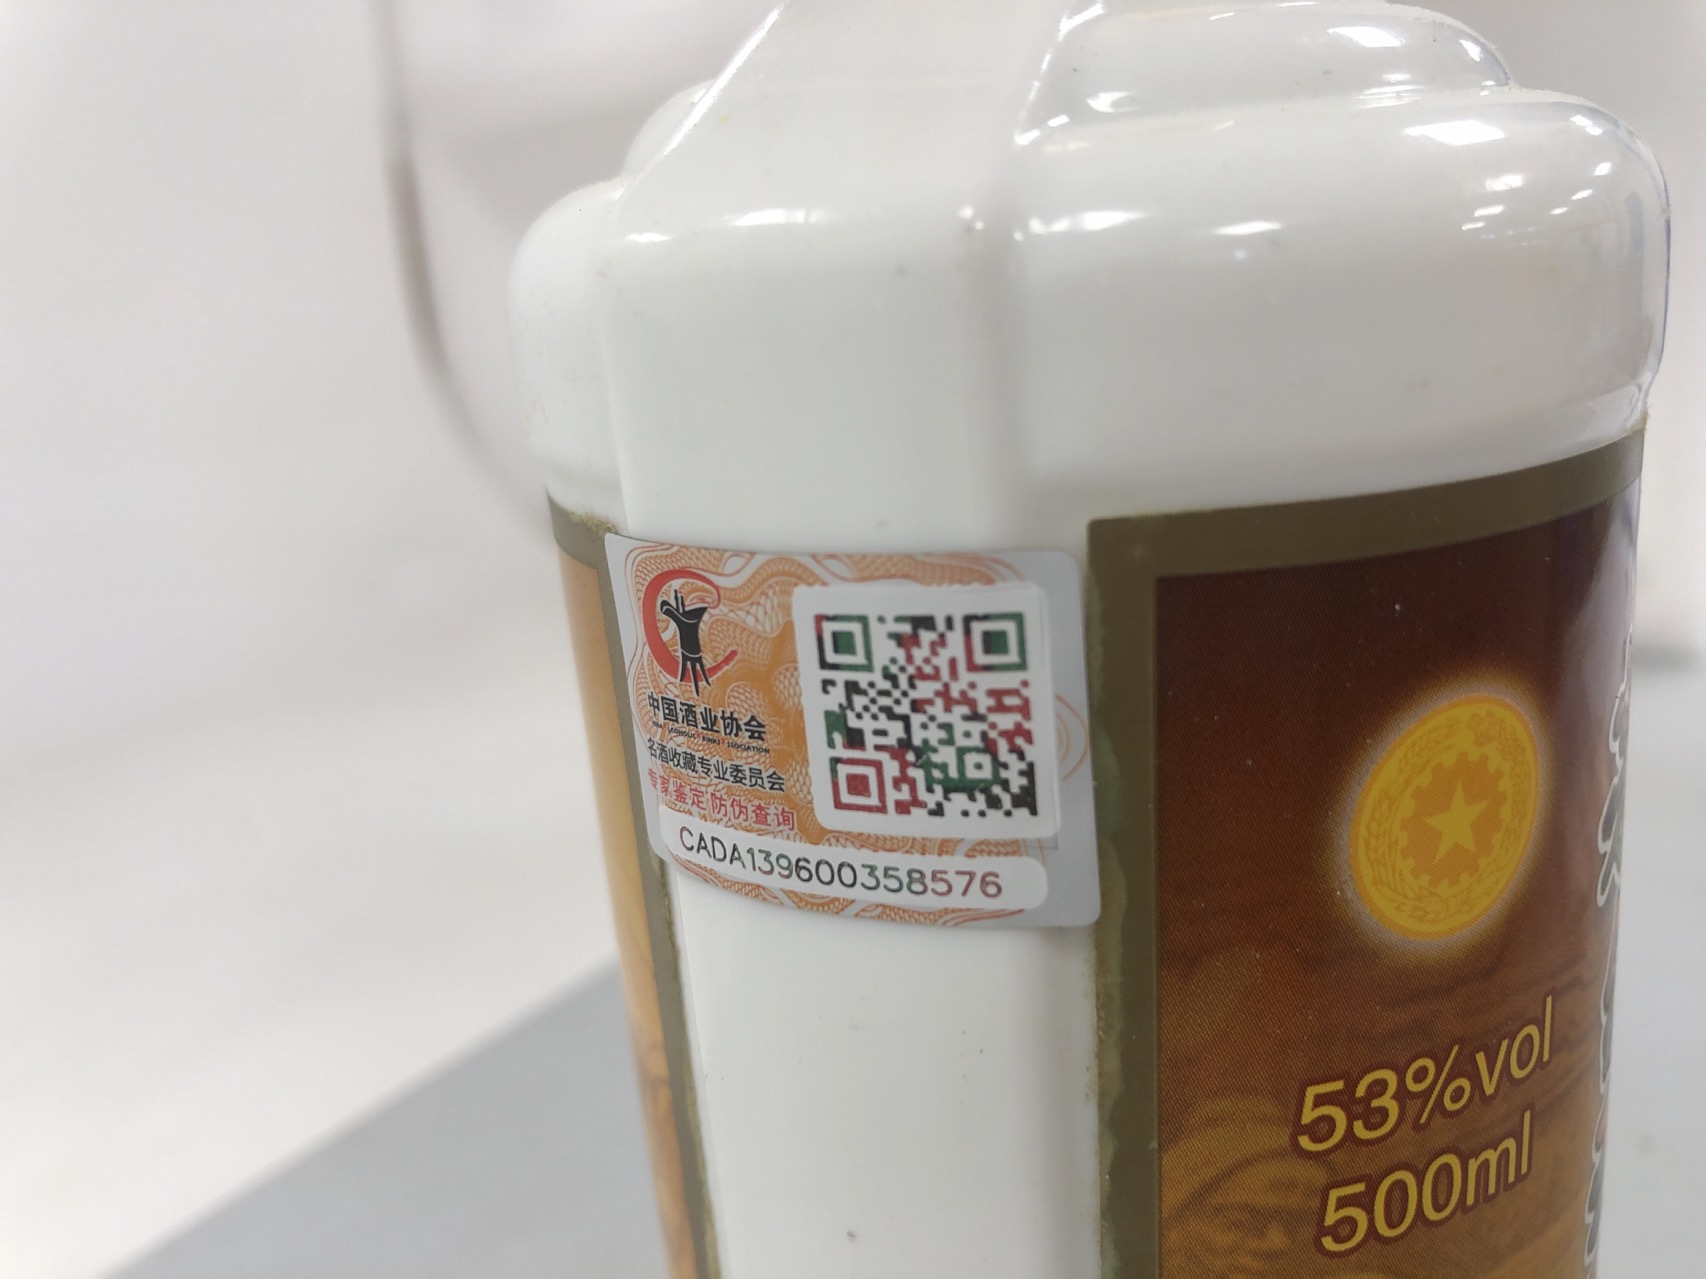 中国酒业协会
名酒收藏专业委员会
专家鉴定防伪查询
CADA139600358576
53%vol
500ml